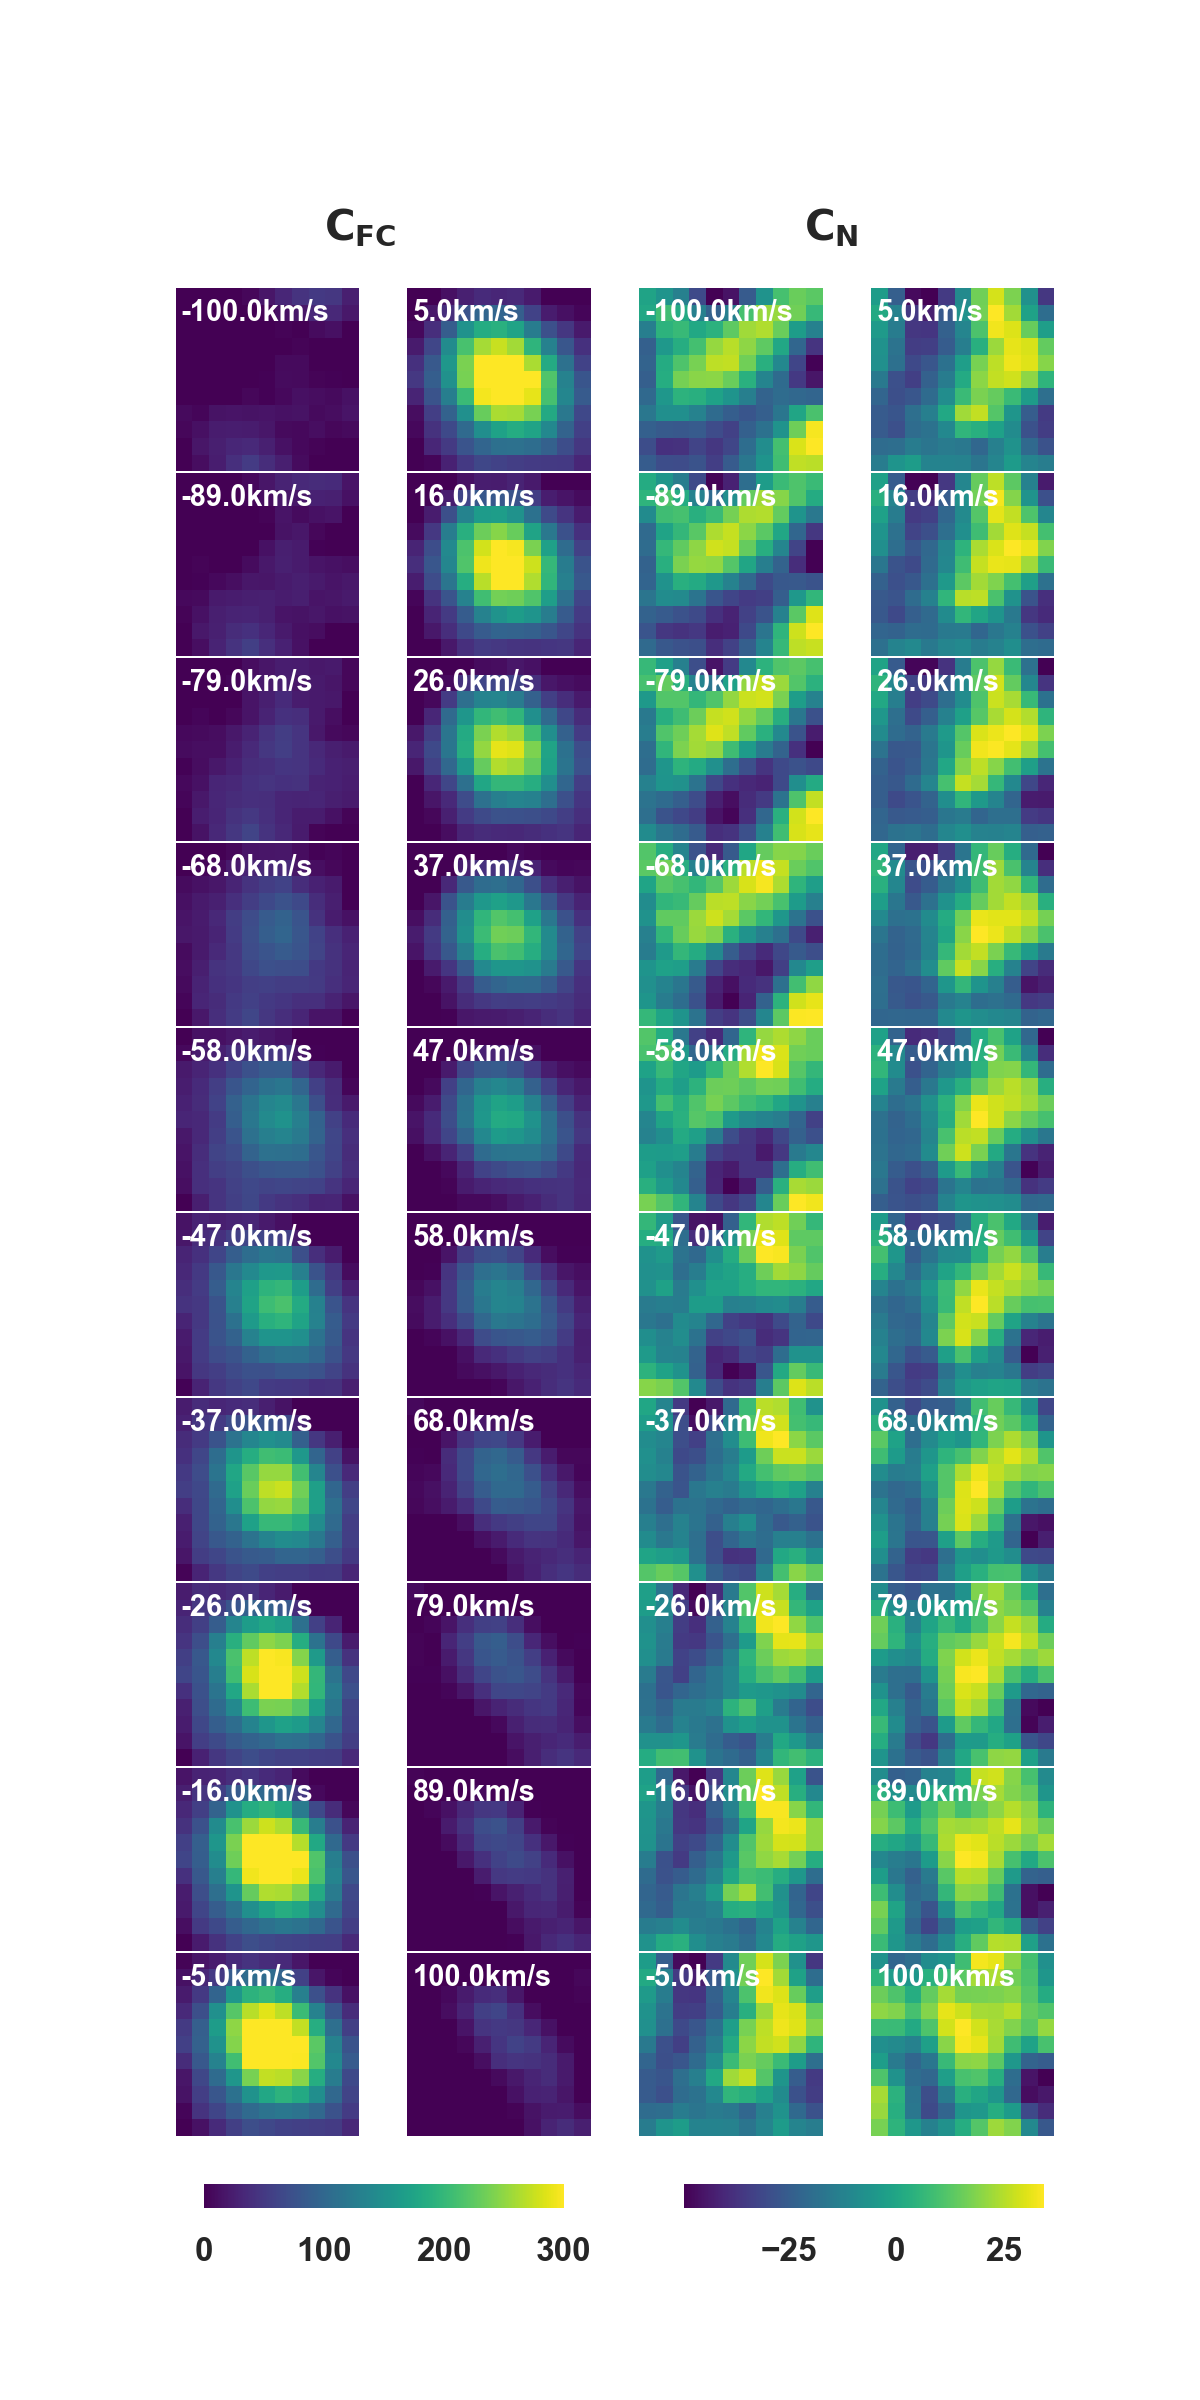 C_FC C_N
-100.0km/s 5.0km/s -100.0km/s 5.0km/s
-89.0km/s 16.0km/s -89.0km/s 16.0km/s
-79.0km/s 26.0km/s -79.0km/s 26.0km/s
-68.0km/s 37.0km/s -68.0km/s 37.0km/s
-58.0km/s 47.0km/s -58.0km/s 47.0km/s
-47.0km/s 58.0km/s -47.0km/s 58.0km/s
-37.0km/s 68.0km/s -37.0km/s 68.0km/s
-26.0km/s 79.0km/s -26.0km/s 79.0km/s
-16.0km/s 89.0km/s -16.0km/s 89.0km/s
-5.0km/s 100.0km/s -5.0km/s 100.0km/s
0 100 200 300 −25 0 25